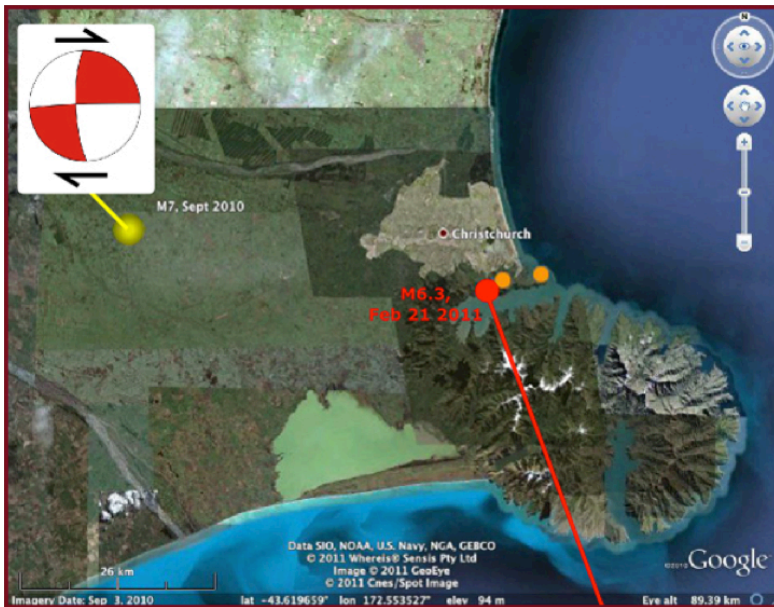 N
M7, Sept 2010
Christchurch
M6.3,
Feb 21 2011
26 km
Data SIO, NOAA, U.S. Navy, NGA, GEBCO
© 2011 Whereis® Sensis Pty Ltd
Image © 2011 GeoEye
© 2011 Cnes/Spot Image
©2010 Google
Imagery Date: Sep 3, 2010 lat -43.619659° lon 172.553527° elev 94 m Eye alt 89.39 km